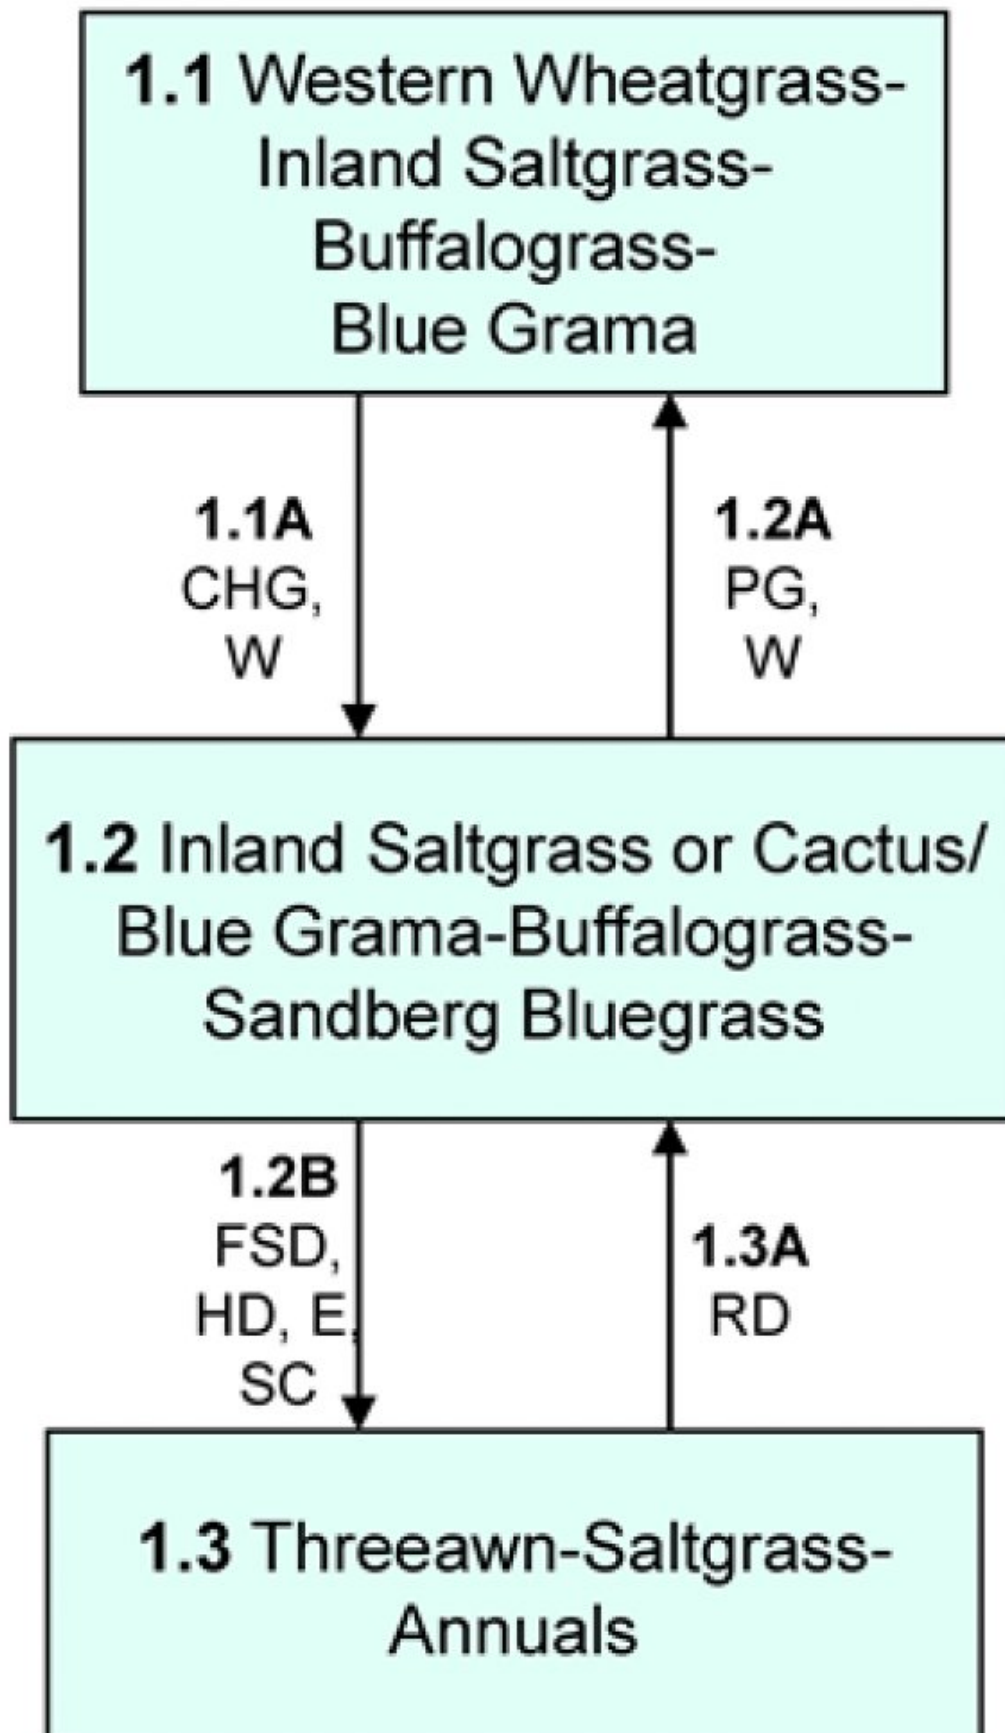 1.1 Western Wheatgrass-
Inland Saltgrass-
Buffalograss-
Blue Grama
1.1A
CHG,
W
1.2A
PG,
W
1.2 Inland Saltgrass or Cactus/
Blue Grama-Buffalograss-
Sandberg Bluegrass
1.2B
FSD,
HD, E,
SC
1.3A
RD
1.3 Threeawn-Saltgrass-
Annuals